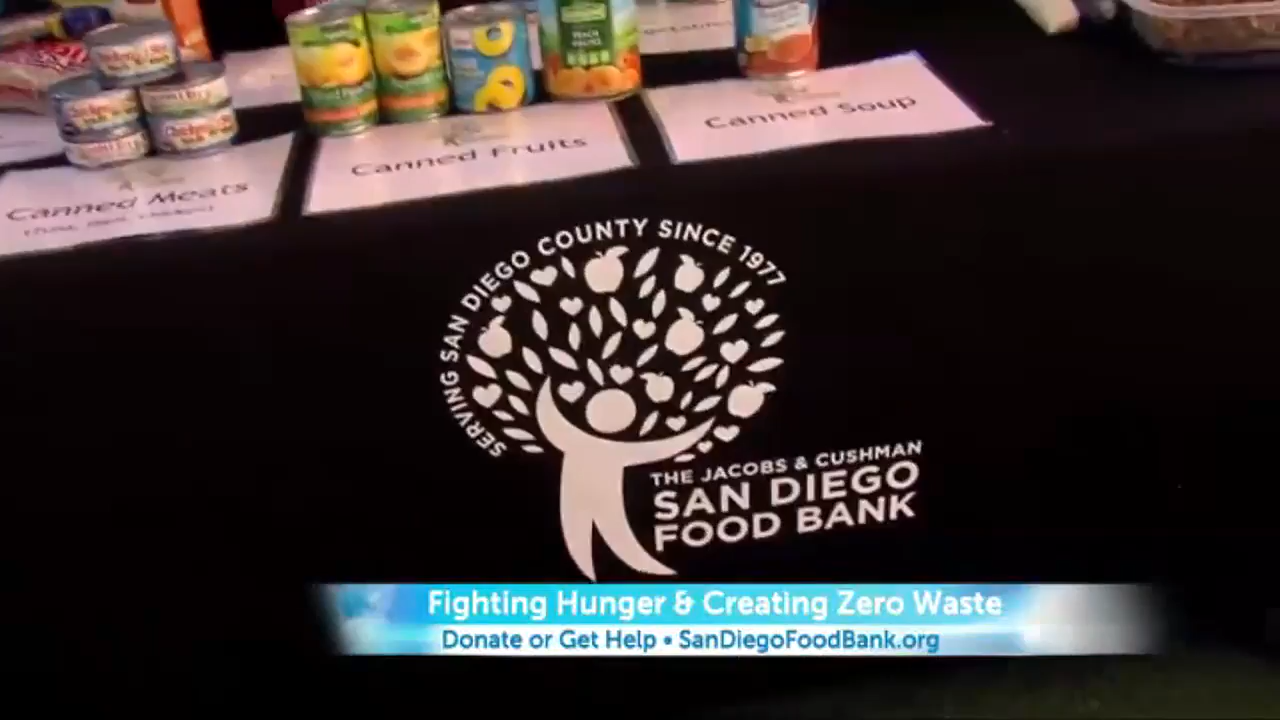 Canned Meats
Canned Fruits
Canned Soup
SERVING SAN DIEGO COUNTY SINCE 1977
THE JACOBS & CUSHMAN
SAN DIEGO
FOOD BANK
Fighting Hunger & Creating Zero Waste
Donate or Get Help • SanDiegoFoodBank.org